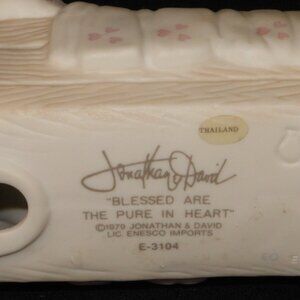 THAILAND
Jonathan & David
"BLESSED ARE
THE PURE IN HEART"
©1979 JONATHAN & DAVID
LIC. ENESCO IMPORTS
E-3104